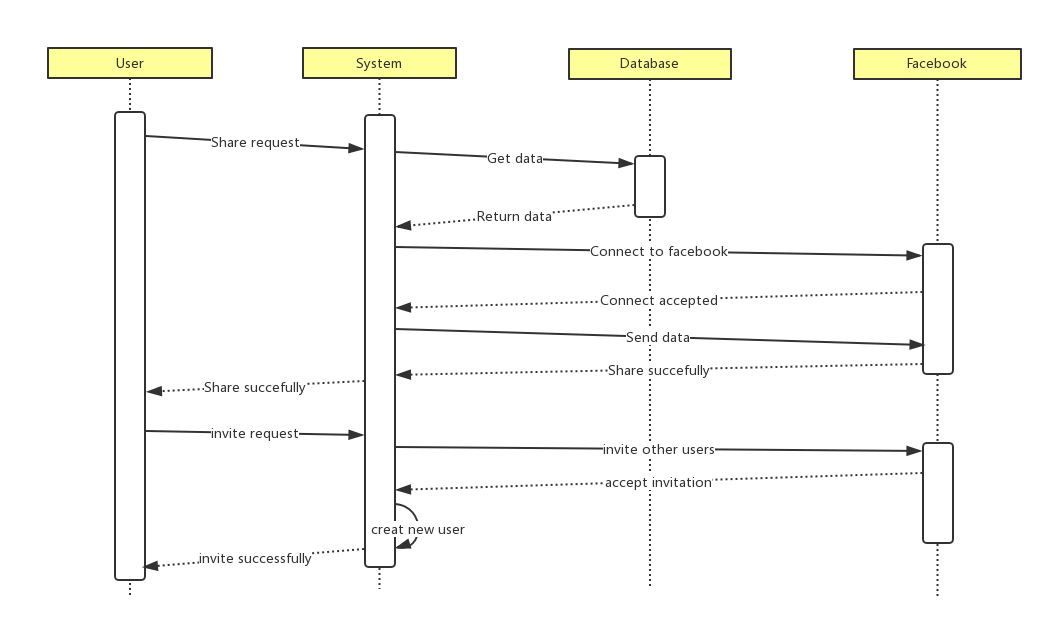 User
System
Database
Facebook
Share request
Get data
Return data
Connect to facebook
Connect accepted
Send data
Share succefully
Share succefully
invite request
invite other users
accept invitation
creat new user
invite successfully